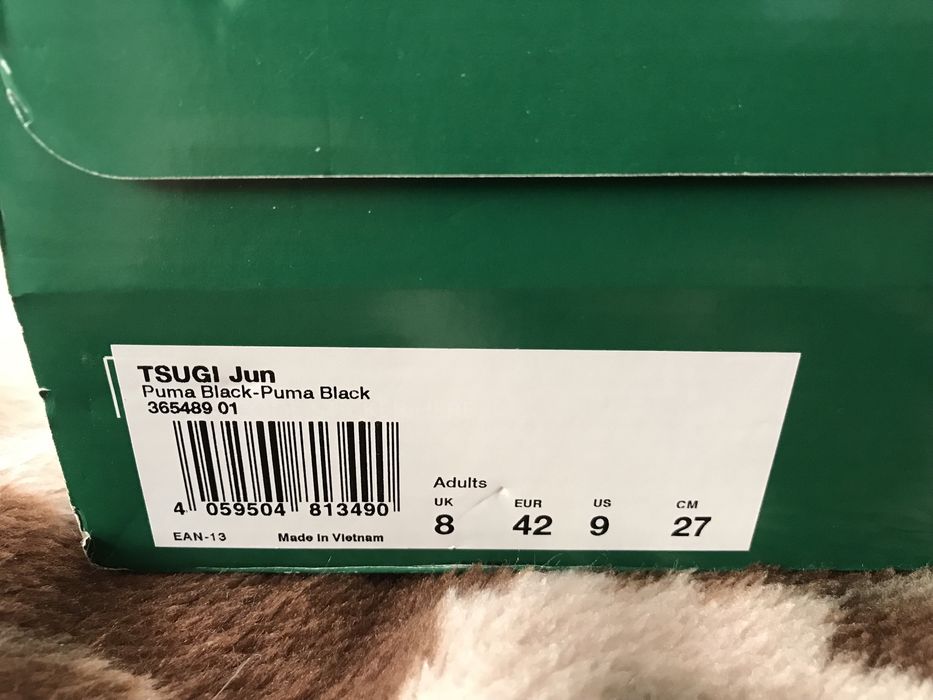 TSUGI Jun
Puma Black-Puma Black
365489 01
4 059504 813490
EAN-13 Made in Vietnam
Adults
UK EUR US CM
8 42 9 27